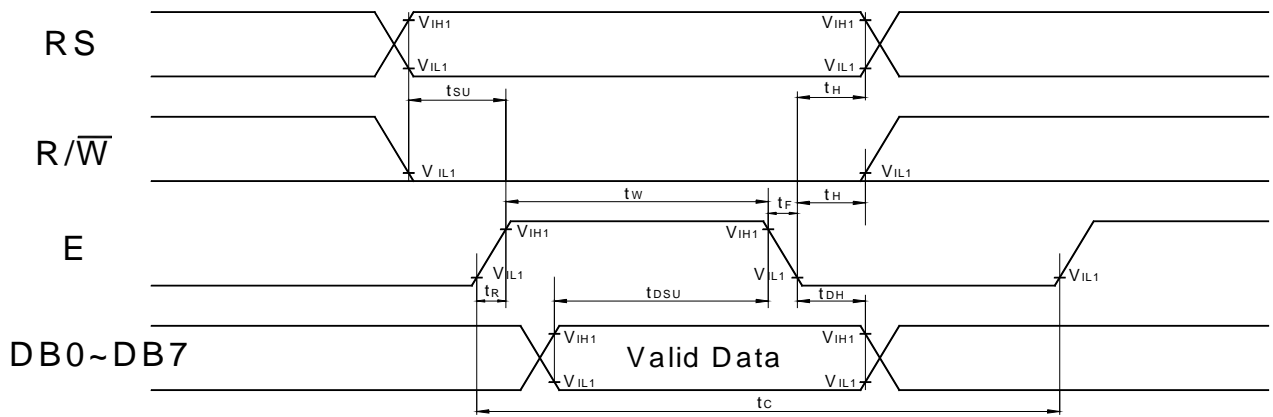 RS
VIH1
VIL1
VIH1
VIL1
tSU
tH
R/W̅
VIL1
VIL1
tW
tF
tH
E
VIH1
VIL1
VIH1
VIL1
VIL1
tR
tDSU
tDH
DB0~DB7
VIH1
VIL1
Valid Data
VIH1
VIL1
tC